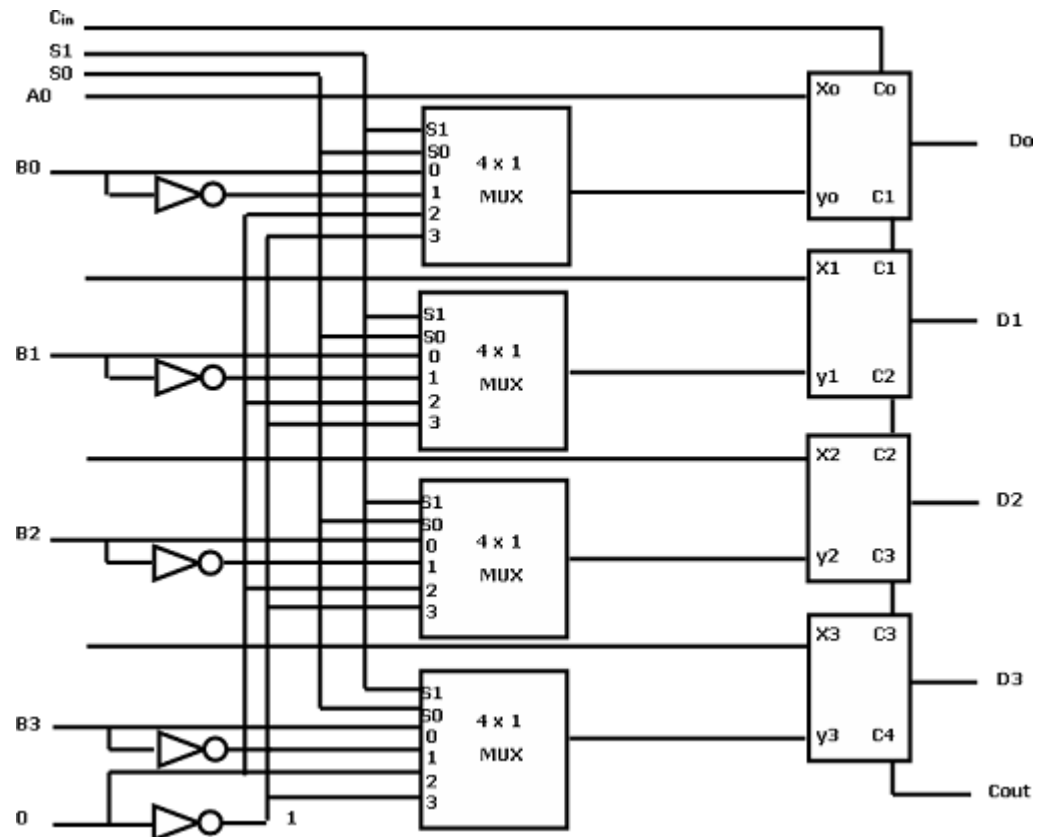 Cin
S1
S0
A0
Xo Co
Do
S1
S0
4 x 1
B0
0
1
MUX
yo C1
2
3
X1 C1
S1
D1
S0
4 x 1
B1
0
1
MUX
y1 C2
2
3
X2 C2
S1
D2
S0
4 x 1
B2
0
1
MUX
y2 C3
2
3
X3 C3
D3
S1
S0
4 x 1
B3
0
1
MUX
y3 C4
2
3
Cout
0
1